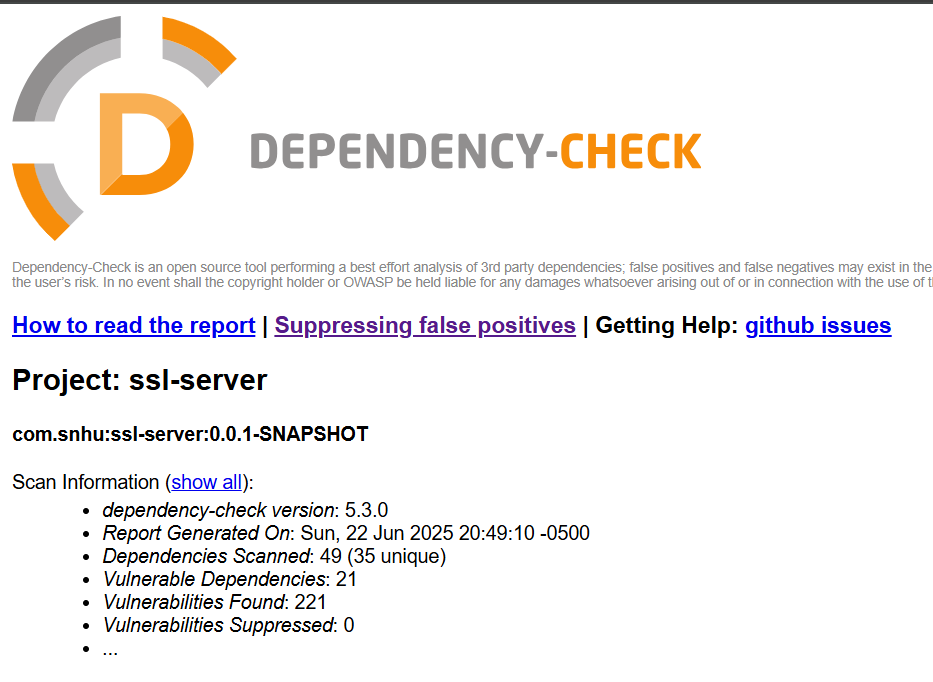 DEPENDENCY-CHECK
Dependency-Check is an open source tool performing a best effort analysis of 3rd party dependencies; false positives and false negatives may exist in the
the user's risk. In no event shall the copyright holder or OWASP be held liable for any damages whatsoever arising out of or in connection with the use of
How to read the report | Suppressing false positives | Getting Help: github issues
Project: ssl-server
com.snhu:ssl-server:0.0.1-SNAPSHOT
Scan Information (show all):
• dependency-check version: 5.3.0
• Report Generated On: Sun, 22 Jun 2025 20:49:10 -0500
• Dependencies Scanned: 49 (35 unique)
• Vulnerable Dependencies: 21
• Vulnerabilities Found: 221
• Vulnerabilities Suppressed: 0
• ...